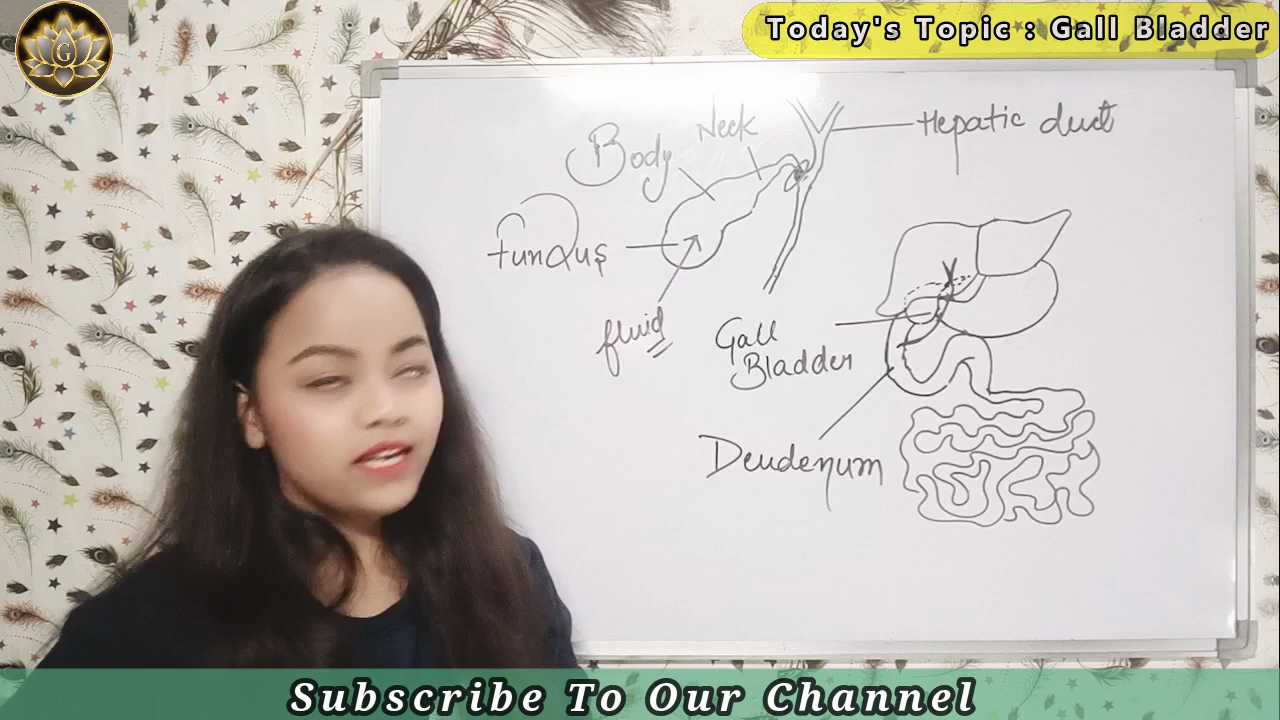 G
Today's Topic : Gall Bladder
Neck
Hepatic duct
Body
Fundus
fluid
Gall
Bladder
Deudenum
Subscribe To Our Channel